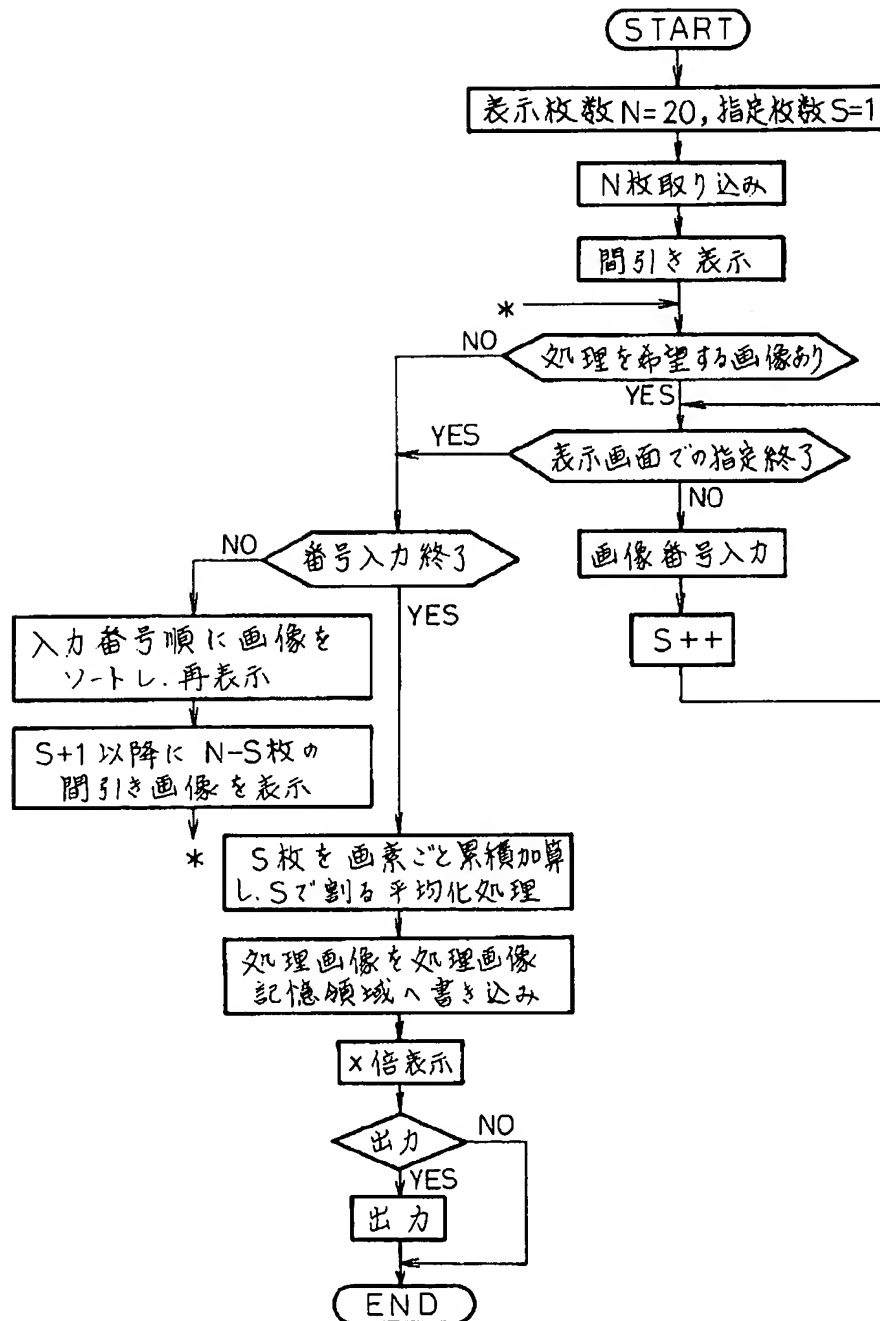 START
表示枚数N=20,指定枚数S=1
N枚取り込み
間引き表示
*
NO
処理を希望する画像あり
YES
YES
表示画面での指定終了
NO
NO
番号入力終了
画像番号入力
YES
S++
入力番号順に画像を
ソートし.再表示
S+1以降にN-S枚の
間引き画像を表示
*
S枚を画素ごと累積加算
し.Sで割る平均化処理
処理画像を処理画像
記憶領域へ書き込み
×倍表示
出力
NO
YES
出力
END